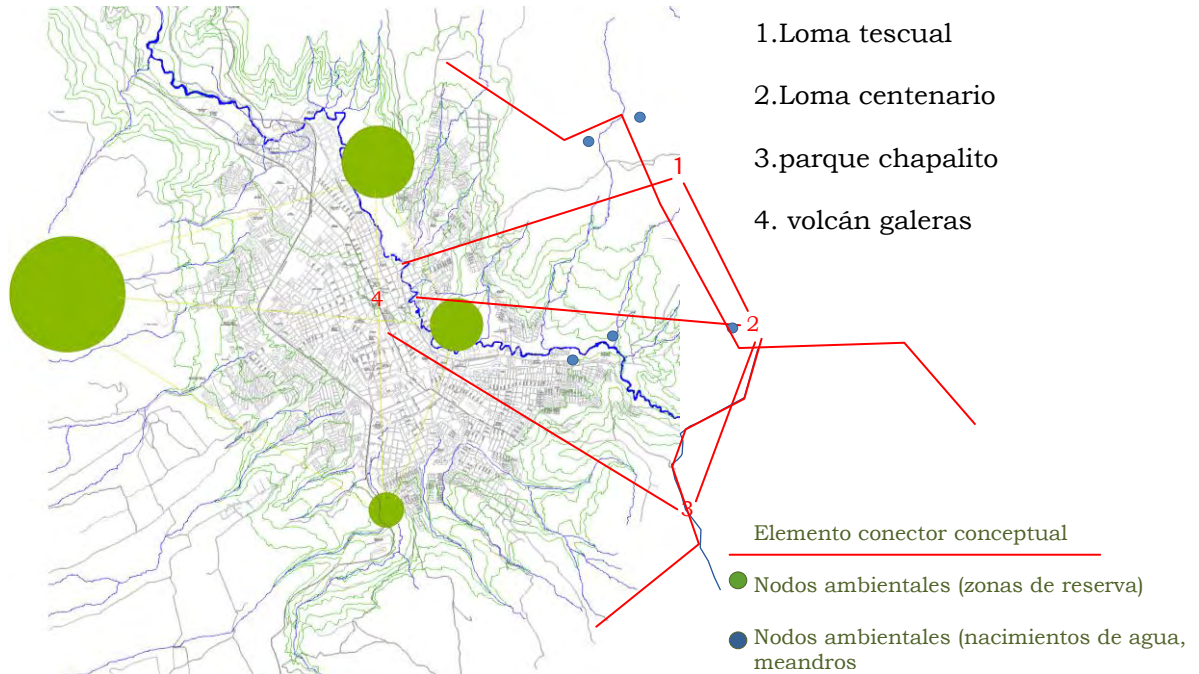 1.Loma tescual
2.Loma centenario
3.parque chapalito
4. volcán galeras
1
4
2
3
Elemento conector conceptual
Nodos ambientales (zonas de reserva)
Nodos ambientales (nacimientos de agua,
meandros